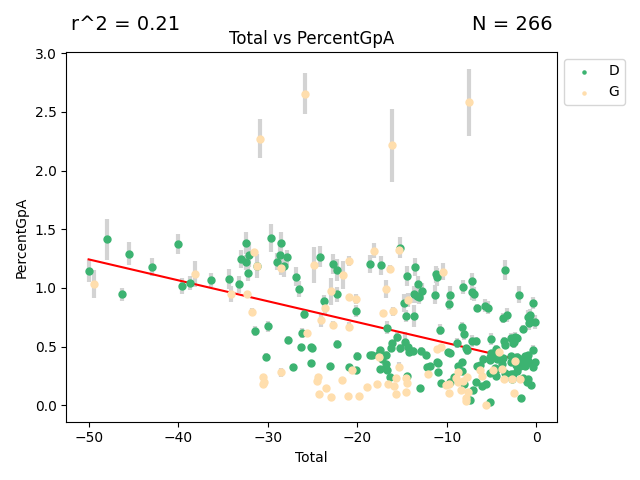 r^2 = 0.21
N = 266
Total vs PercentGpA
D
G
3.0
2.5
2.0
1.5
1.0
0.5
0.0
PercentGpA
−50
−40
−30
−20
−10
0
Total